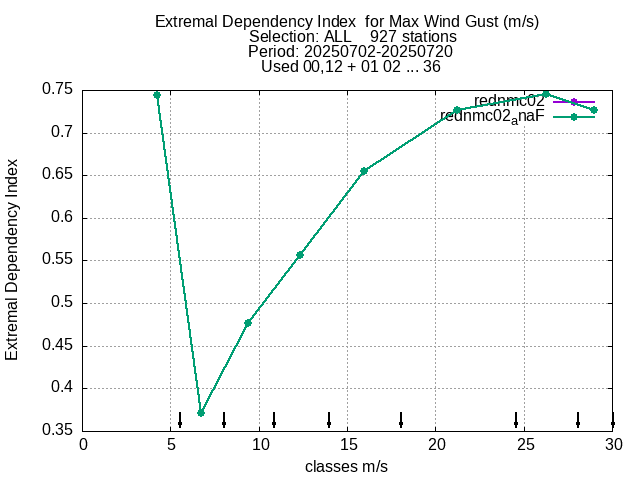 Extremal Dependency Index  for Max Wind Gust (m/s)
Selection: ALL    927 stations
Period: 20250702-20250720
Used 00,12 + 01 02 ... 36
rednmc02
rednmc02anaF
Extremal Dependency Index
0.75
0.7
0.65
0.6
0.55
0.5
0.45
0.4
0.35
0 5 10 15 20 25 30
classes m/s